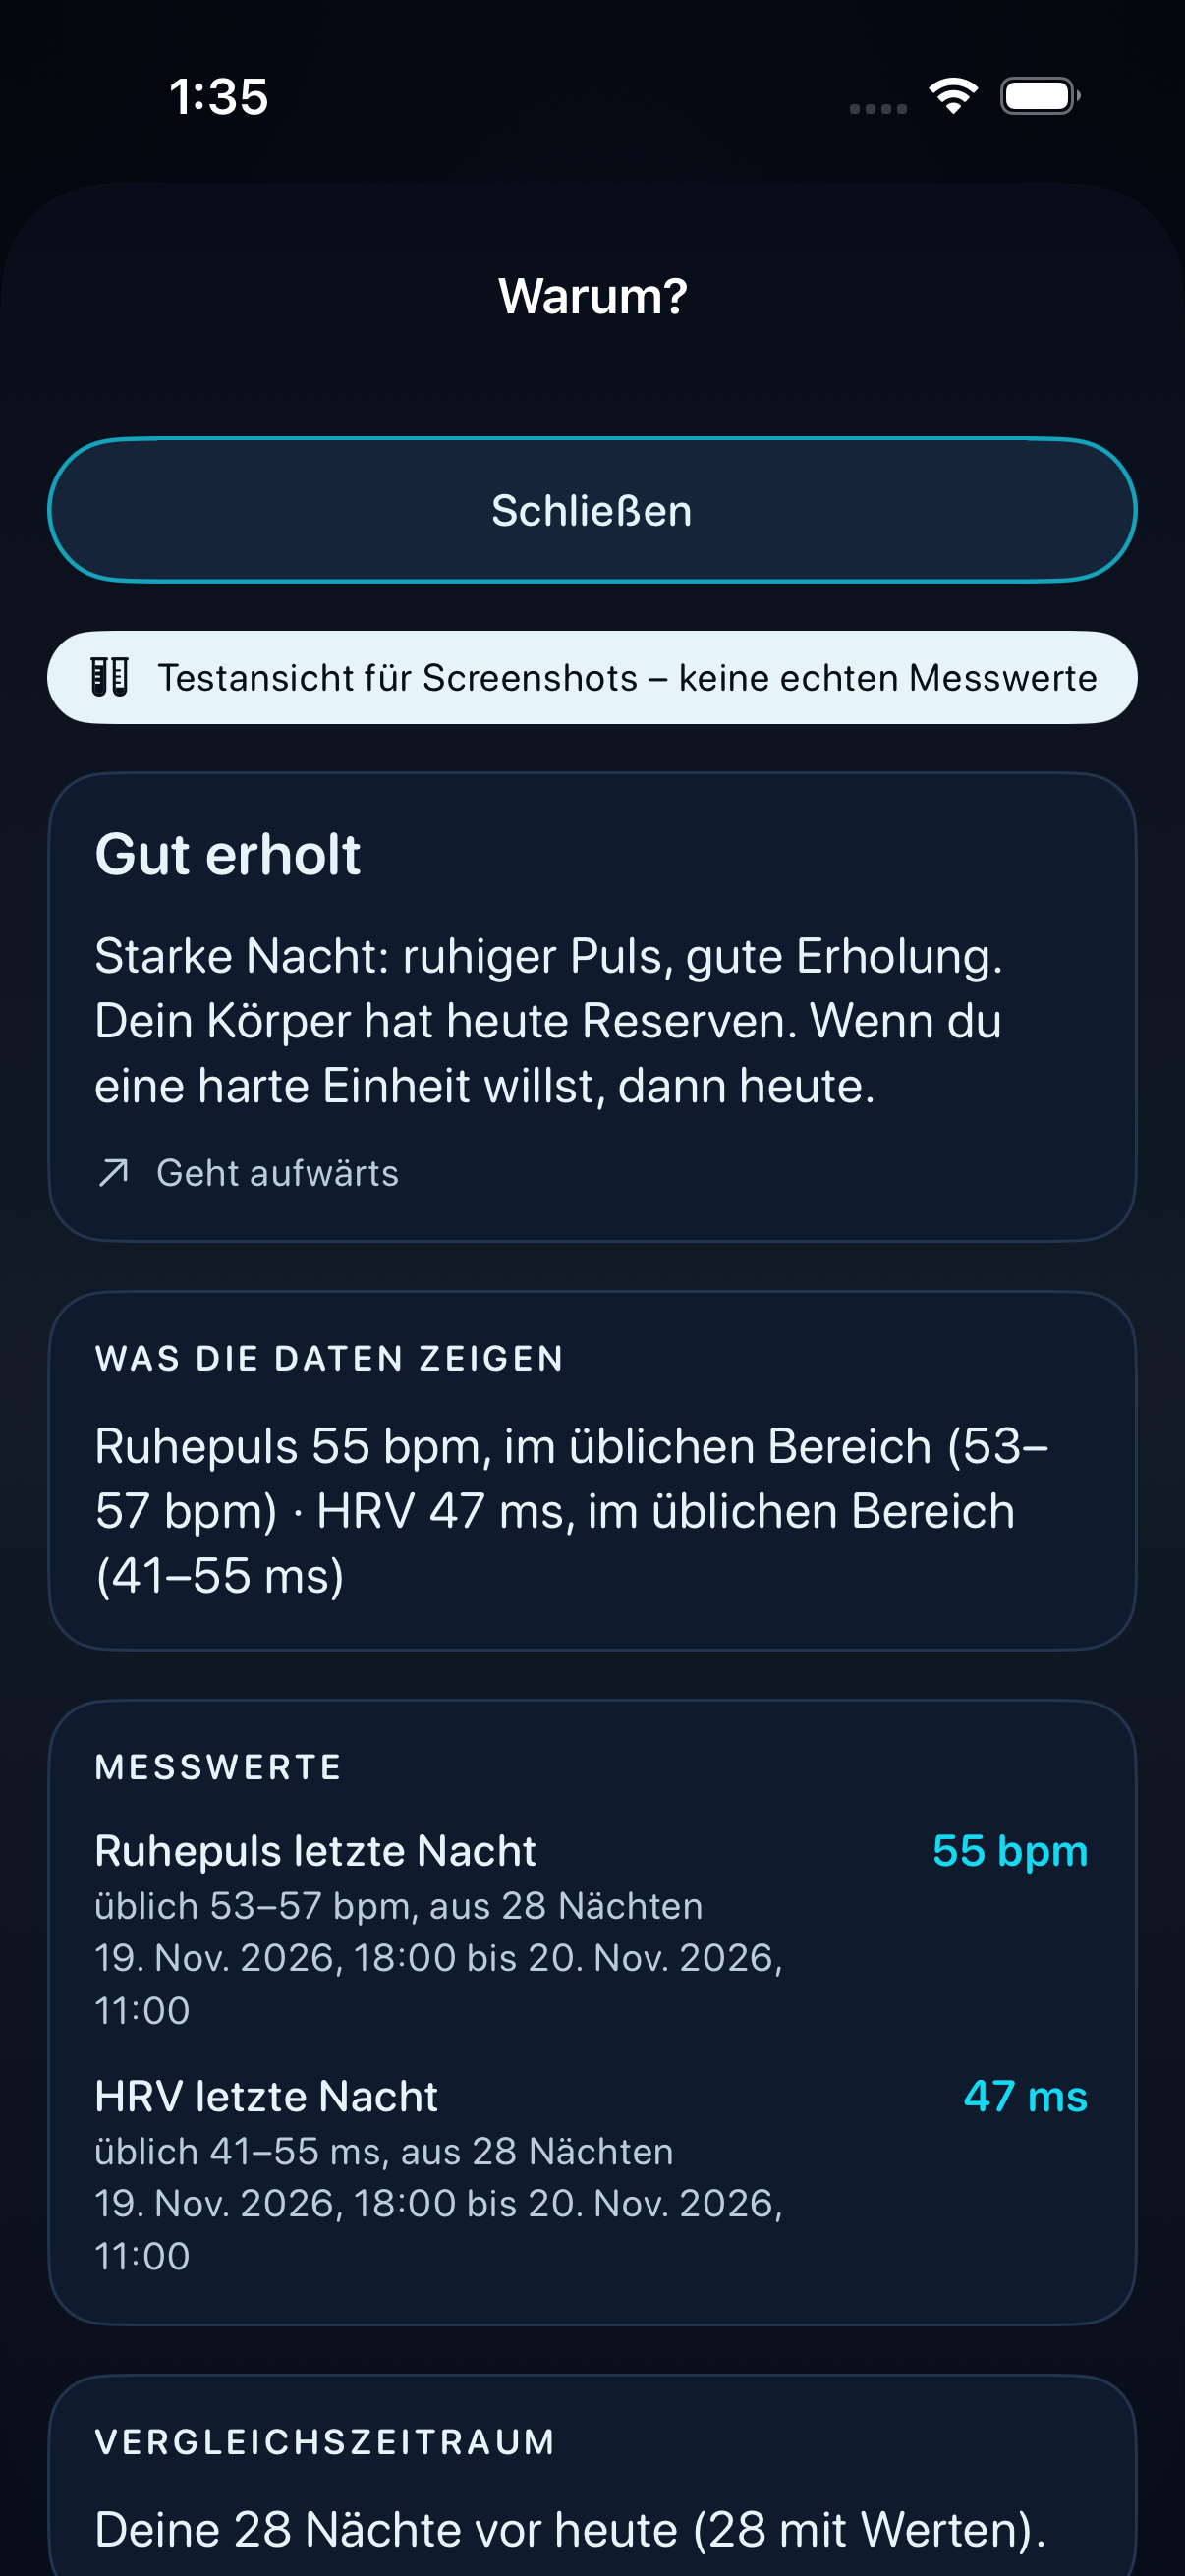 1:35
Warum?
Schließen
Testansicht für Screenshots – keine echten Messwerte
Gut erholt
Starke Nacht: ruhiger Puls, gute Erholung.
Dein Körper hat heute Reserven. Wenn du
eine harte Einheit willst, dann heute.
Geht aufwärts
WAS DIE DATEN ZEIGEN
Ruhepuls 55 bpm, im üblichen Bereich (53–
57 bpm) · HRV 47 ms, im üblichen Bereich
(41–55 ms)
MESSWERTE
Ruhepuls letzte Nacht 55 bpm
üblich 53–57 bpm, aus 28 Nächten
19. Nov. 2026, 18:00 bis 20. Nov. 2026,
11:00
HRV letzte Nacht 47 ms
üblich 41–55 ms, aus 28 Nächten
19. Nov. 2026, 18:00 bis 20. Nov. 2026,
11:00
VERGLEICHSZEITRAUM
Deine 28 Nächte vor heute (28 mit Werten).